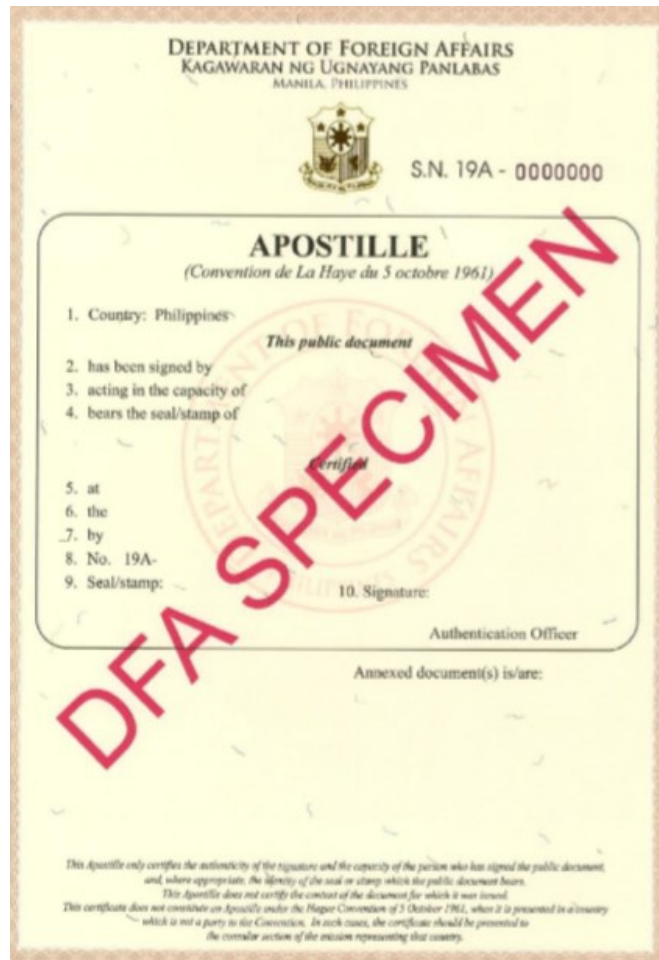 DEPARTMENT OF FOREIGN AFFAIRS
KAGAWARAN NG UGNAYANG PANLABAS
MANILA, PHILIPPINES
S.N. 19A - 0000000
APOSTILLE
(Convention de La Haye du 5 octobre 1961)
1. Country: Philippines
This public document
2. has been signed by
3. acting in the capacity of
4. bears the seal/stamp of
Certified
5. at
6. the
7. by
8. No. 19A-
9. Seal/stamp:
10. Signature:
Authentication Officer
Annexed document(s) is/are:
DFA SPECIMEN
DEPARTMENT OF FOREIGN AFFAIRS
PHILIPPINES
This Apostille only certifies the authenticity of the signature and the capacity of the person who has signed the public document,
and, where appropriate, the identity of the seal or stamp which the public document bears.
This Apostille does not certify the content of the document for which it was issued.
This certificate does not constitute an Apostille under the Hague Convention of 5 October 1961, when it is presented in a country
which is not a party to the Convention. In such cases, the certificate should be presented to
the consular section of the mission representing that country.